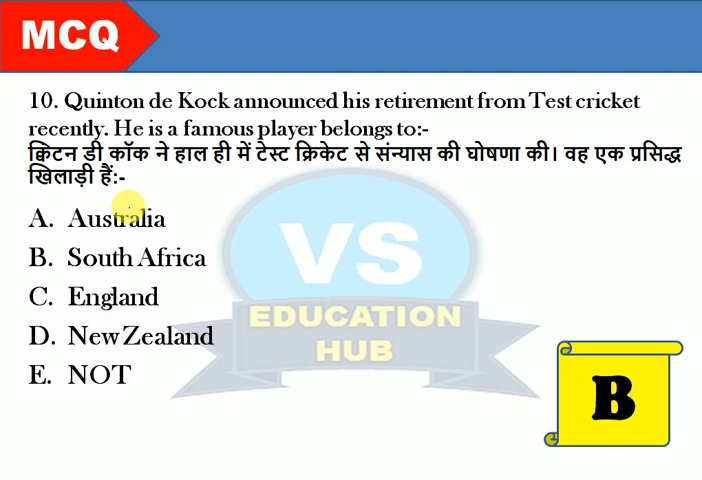 MCQ
10. Quinton de Kock announced his retirement from Test cricket
recently. He is a famous player belongs to:-
क्विटन डी कॉक ने हाल ही में टेस्ट क्रिकेट से संन्यास की घोषणा की। वह एक प्रसिद्ध
खिलाड़ी हैं:-
A. Australia
B. South Africa
C. England
D. New Zealand
E. NOT
VS
EDUCATION
HUB
B